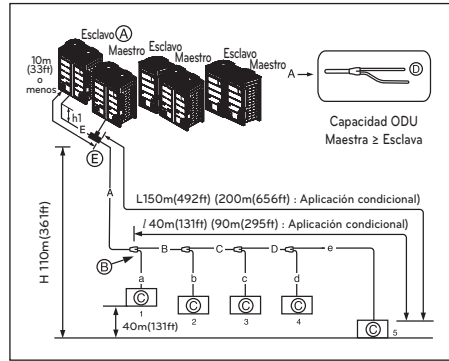 Esclavo A Esclavo Esclavo
Maestro Maestro Maestro
10m
(33ft)
o
menos
h1
E
E
A
A
D
Capacidad ODU
Maestra ≥ Esclava
L150m(492ft) (200m(656ft) : Aplicación condicional)
l 40m(131ft) (90m(295ft) : Aplicación condicional)
H 110m(361ft)
B
B C D e
a b c d
C C C C C
1 2 3 4 5
40m(131ft)